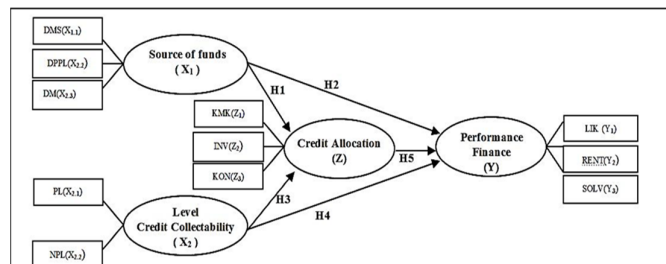 DMS(X1.1)
DPPL(X2.2)
DM(X2.3)
Source of funds
( X1 )
H1
H2
KMK(Z1)
INV(Z2)
KON(Z3)
Credit Allocation
(Z)
H5
Performance
Finance
(Y)
LIK (Y1)
RENT(Y2)
SOLV(Y3)
H3
H4
PL(X2.1)
NPL(X2.2)
Level
Credit Collectability
( X2 )